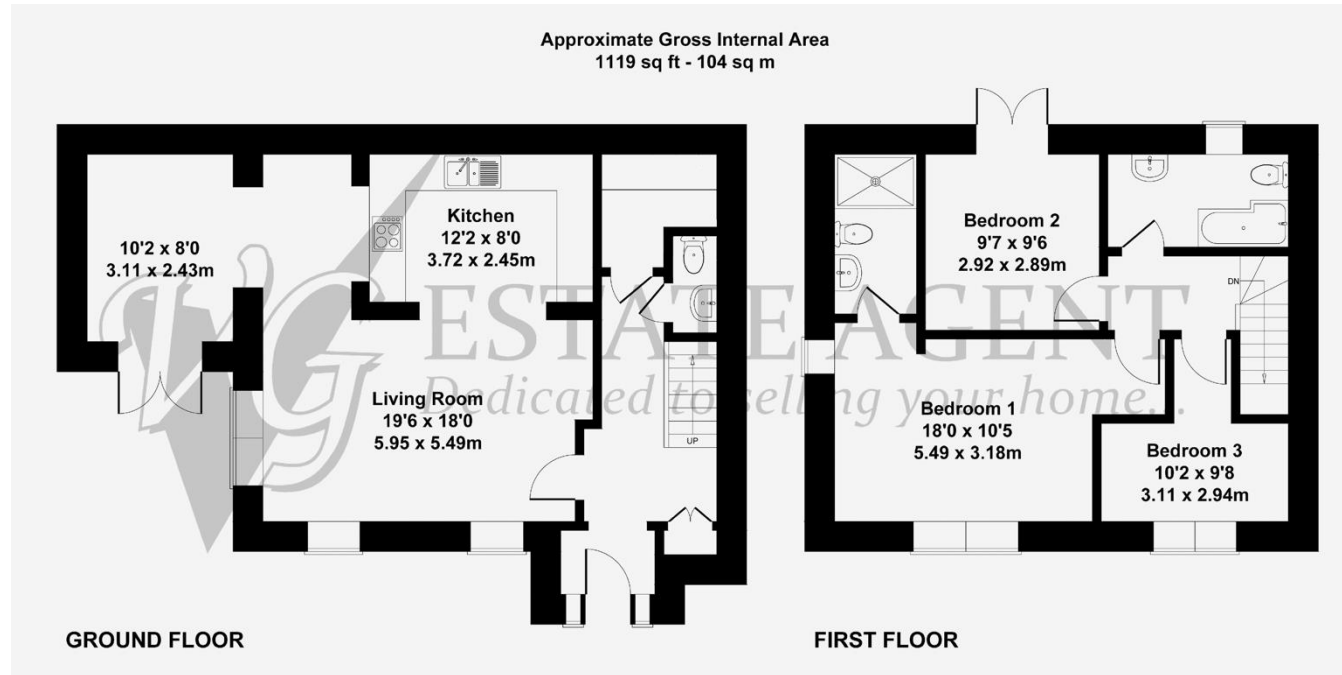 Approximate Gross Internal Area
1119 sq ft - 104 sq m
10'2 x 8'0
3.11 x 2.43m
Kitchen
12'2 x 8'0
3.72 x 2.45m
Living Room
19'6 x 18'0
5.95 x 5.49m
UP
GROUND FLOOR
Bedroom 2
9'7 x 9'6
2.92 x 2.89m
DN
Bedroom 1
18'0 x 10'5
5.49 x 3.18m
Bedroom 3
10'2 x 9'8
3.11 x 2.94m
FIRST FLOOR
VG ESTATE AGENT
Dedicated to selling your home...